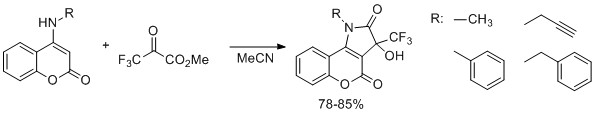 HN R
O O
+
F₃C O CO₂Me
MeCN
R O
N CF₃
OH
O O
78-85%
R: —CH₃